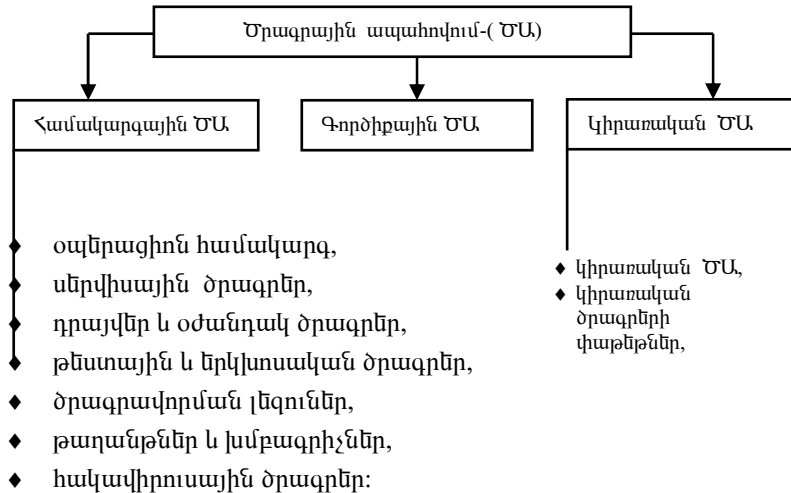 Ծրագրային ապահովում-( ԾԱ)
Համակարգային ԾԱ
Գործիքային ԾԱ
Կիրառական ԾԱ
♦ օպերացիոն համակարգ,
♦ սերվիսային ծրագրեր,
♦ դրայվեր և օժանդակ ծրագրեր,
♦ թեստային և երկխոսական ծրագրեր,
♦ ծրագրավորման լեզուներ,
♦ թաղանթներ և խմբագրիչներ,
♦ հակավիրուսային ծրագրեր:
♦ կիրառական ԾԱ,
♦ կիրառական
ծրագրերի
փաթեթներ,